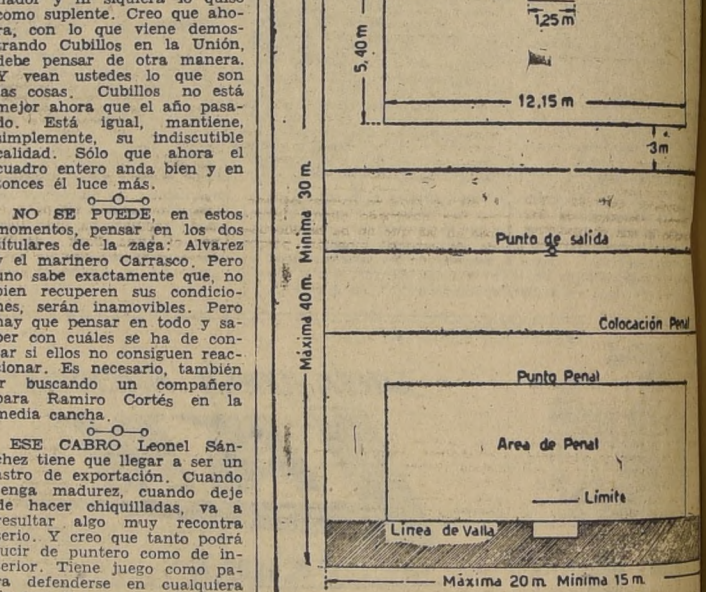 nador y ni siquiera lo quiso
como suplente. Creo que aho-
ra, con lo que viene demos-
trando Cubillos en la Unión,
debe pensar de otra manera.
Y vean ustedes lo que son
las cosas. Cubillos no está
mejor ahora que el año pasa-
do. Está igual, mantiene,
simplemente, su indiscutible
calidad. Sólo que ahora el
cuadro entero anda bien y en
tonces él luce más.
NO SE PUEDE, en estos
momentos, pensar en los dos
titulares de la zaga: Alvarez
y el marinero Carrasco. Pero
uno sabe exactamente que, no
bien recuperen sus condicio-
nes, serán inamovibles. Pero
hay que pensar en todo y sa-
ber con cuáles se ha de con-
tar si ellos no consiguen reac-
cionar. Es necesario, también
ir buscando un compañero
para Ramiro Cortés en la
media cancha.
ESE CABRO Leonel Sán-
chez tiene que llegar a ser un
astro de exportación. Cuando
tenga madurez, cuando deje
de hacer chiquilladas, va a
resultar algo muy recontra
serio. Y creo que tanto podrá
lucir de puntero como de in-
terior. Tiene juego como pa-
ra defenderse en cualquiera
1,25 m
5,40 m
12,15 m
3m
Máxima 40 m. Mínima 30 m.
Punto de salida
Colocación Penal
Punto Penal
Area de Penal
Límite
Línea de Valla
Máxima 20 m. Mínima 15 m.